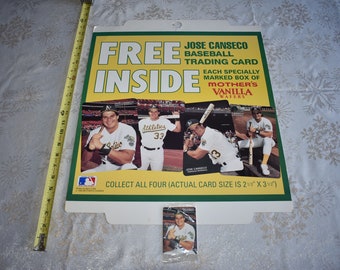 FREE
INSIDE
JOSE CANSECO
BASEBALL
TRADING CARD
EACH SPECIALLY
MARKED BOX OF
MOTHER'S
VANILLA
WAFERS
COLLECT ALL FOUR (ACTUAL CARD SIZE IS 2½" X 3½")